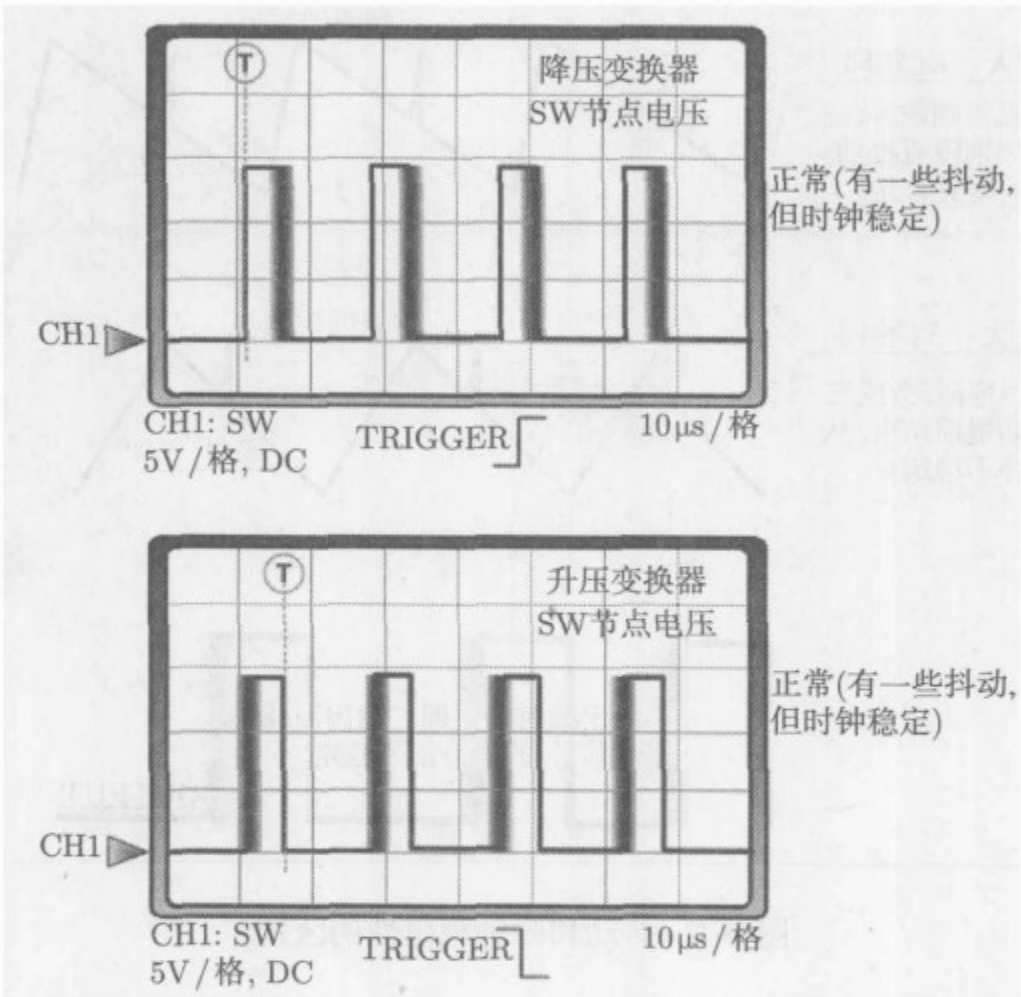 T
降压变换器
SW节点电压
正常(有一些抖动,
但时钟稳定)
CH1
CH1: SW
5V/格, DC
TRIGGER
10μs/格
T
升压变换器
SW节点电压
正常(有一些抖动,
但时钟稳定)
CH1
CH1: SW
5V/格, DC
TRIGGER
10μs/格